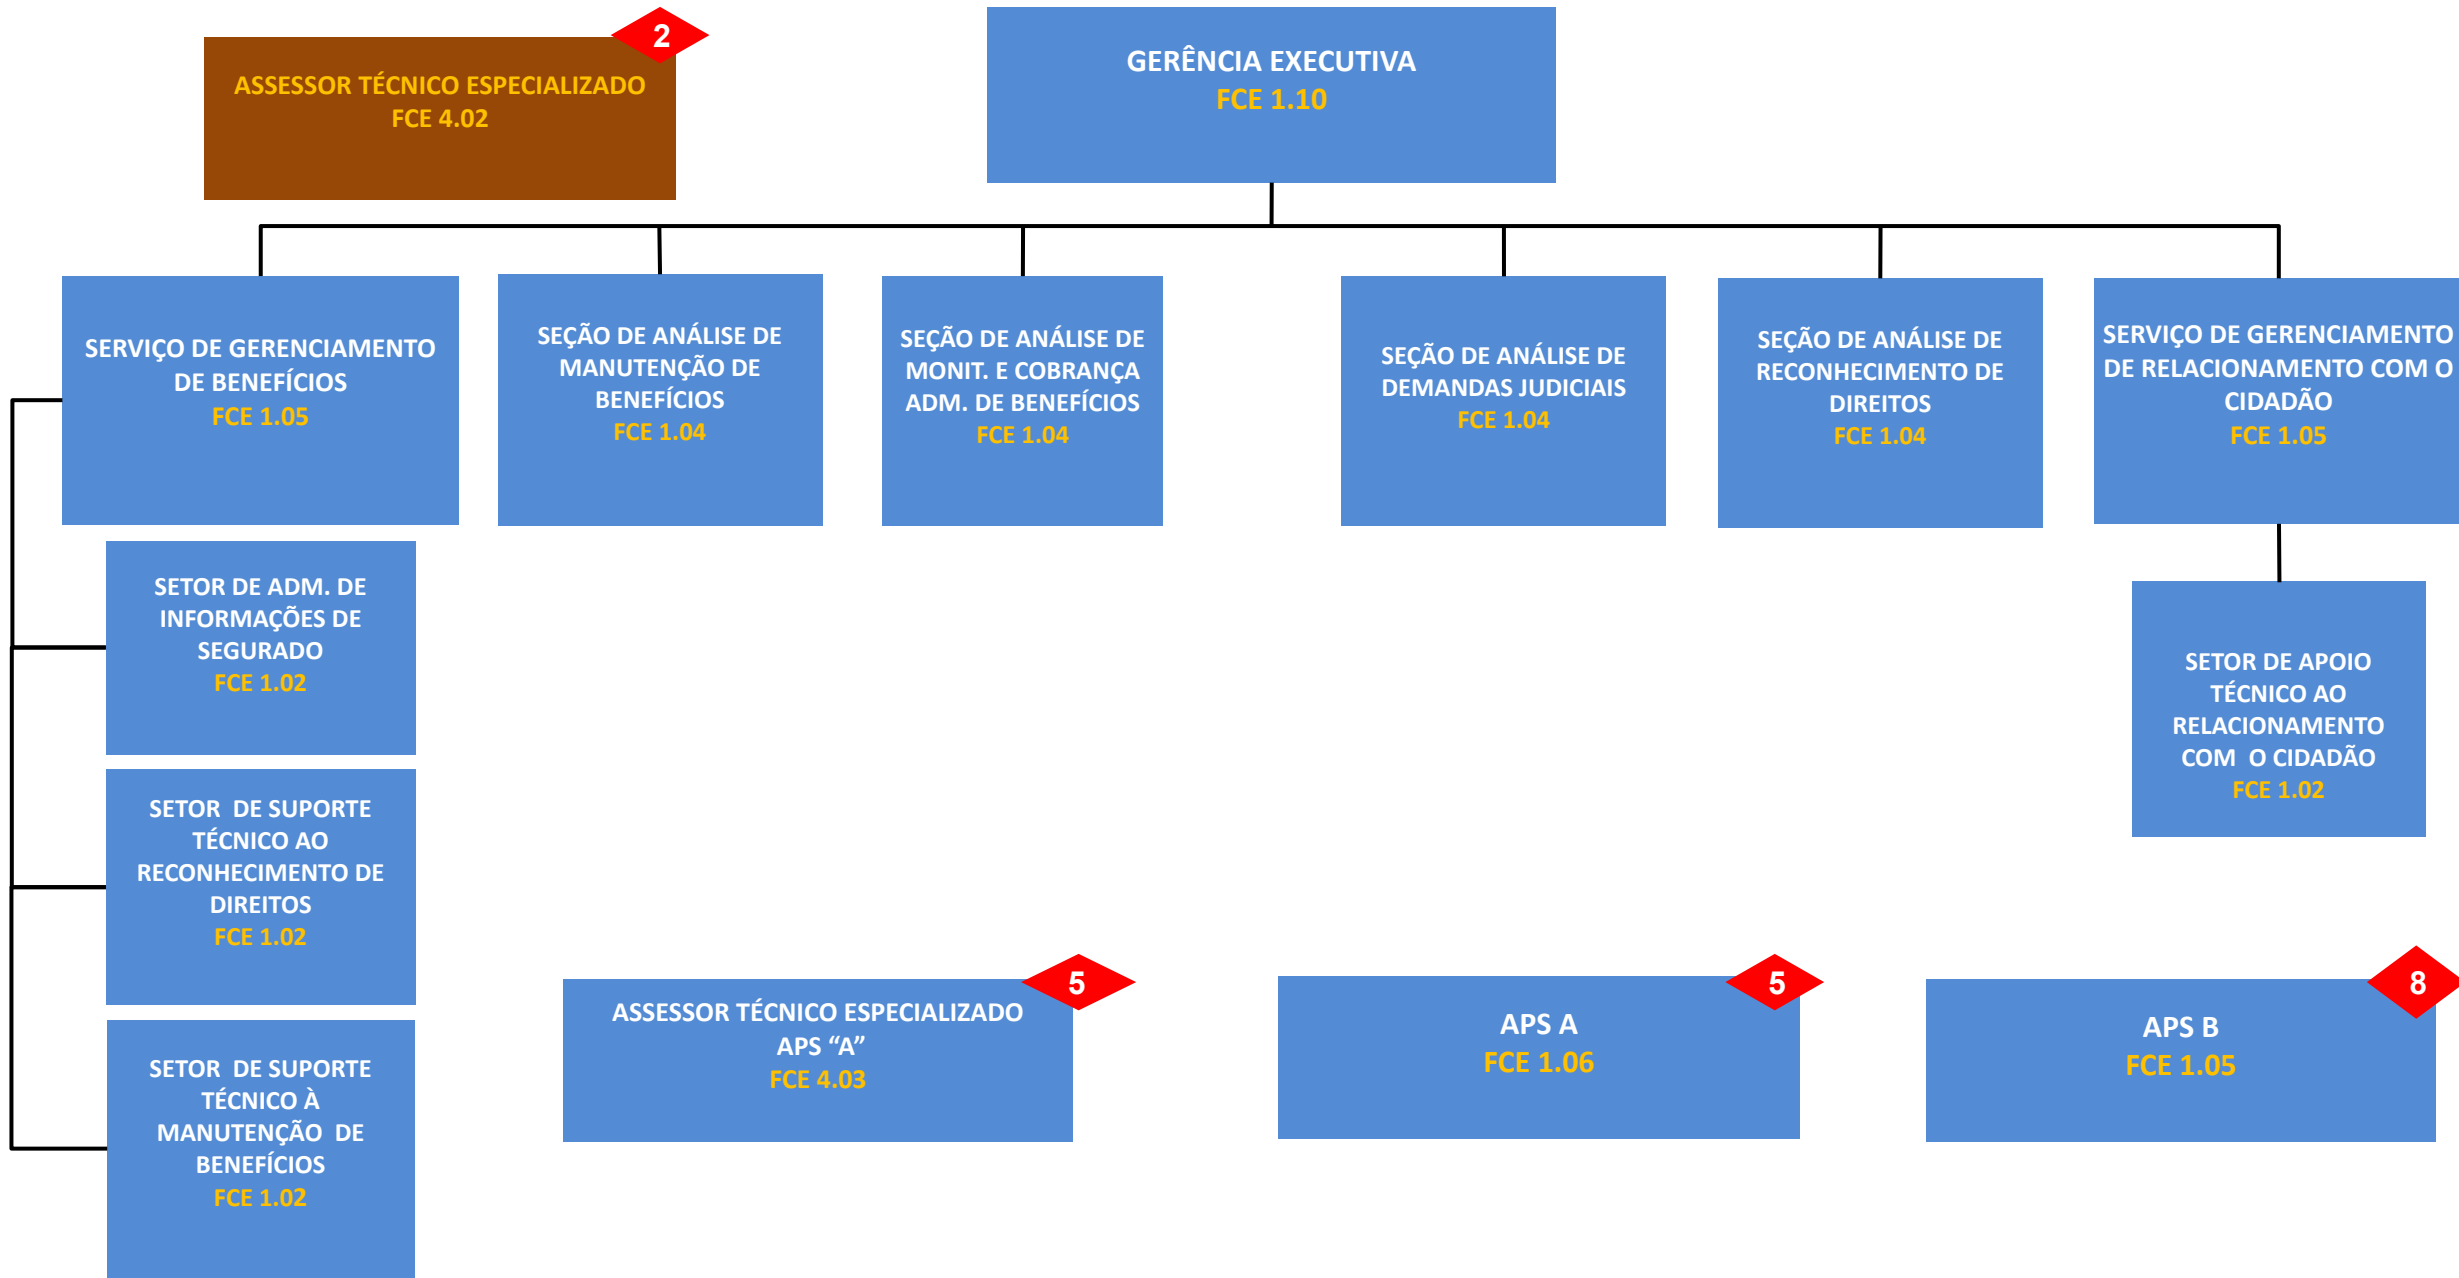 2
ASSESSOR TÉCNICO ESPECIALIZADO
FCE 4.02
GERÊNCIA EXECUTIVA
FCE 1.10
SERVIÇO DE GERENCIAMENTO
DE BENEFÍCIOS
FCE 1.05
SEÇÃO DE ANÁLISE DE
MANUTENÇÃO DE
BENEFÍCIOS
FCE 1.04
SEÇÃO DE ANÁLISE DE
MONIT. E COBRANÇA
ADM. DE BENEFÍCIOS
FCE 1.04
SEÇÃO DE ANÁLISE DE
DEMANDAS JUDICIAIS
FCE 1.04
SEÇÃO DE ANÁLISE DE
RECONHECIMENTO DE
DIREITOS
FCE 1.04
SERVIÇO DE GERENCIAMENTO
DE RELACIONAMENTO COM O
CIDADÃO
FCE 1.05
SETOR DE ADM. DE
INFORMAÇÕES DE
SEGURADO
FCE 1.02
SETOR DE SUPORTE
TÉCNICO AO
RECONHECIMENTO DE
DIREITOS
FCE 1.02
SETOR DE SUPORTE
TÉCNICO À
MANUTENÇÃO DE
BENEFÍCIOS
FCE 1.02
SETOR DE APOIO
TÉCNICO AO
RELACIONAMENTO
COM O CIDADÃO
FCE 1.02
5
ASSESSOR TÉCNICO ESPECIALIZADO
APS “A”
FCE 4.03
5
APS A
FCE 1.06
8
APS B
FCE 1.05